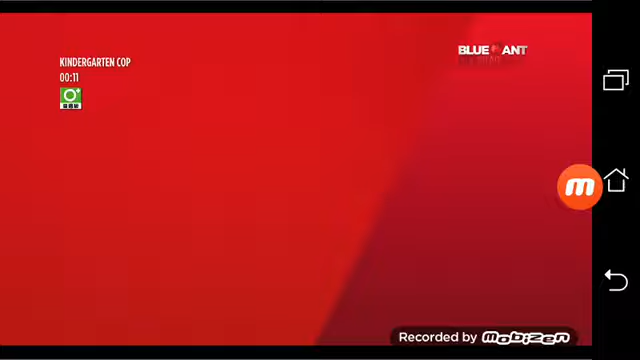 KINDERGARTEN COP
BLUE ANT
00:11
m
Recorded by mobizen